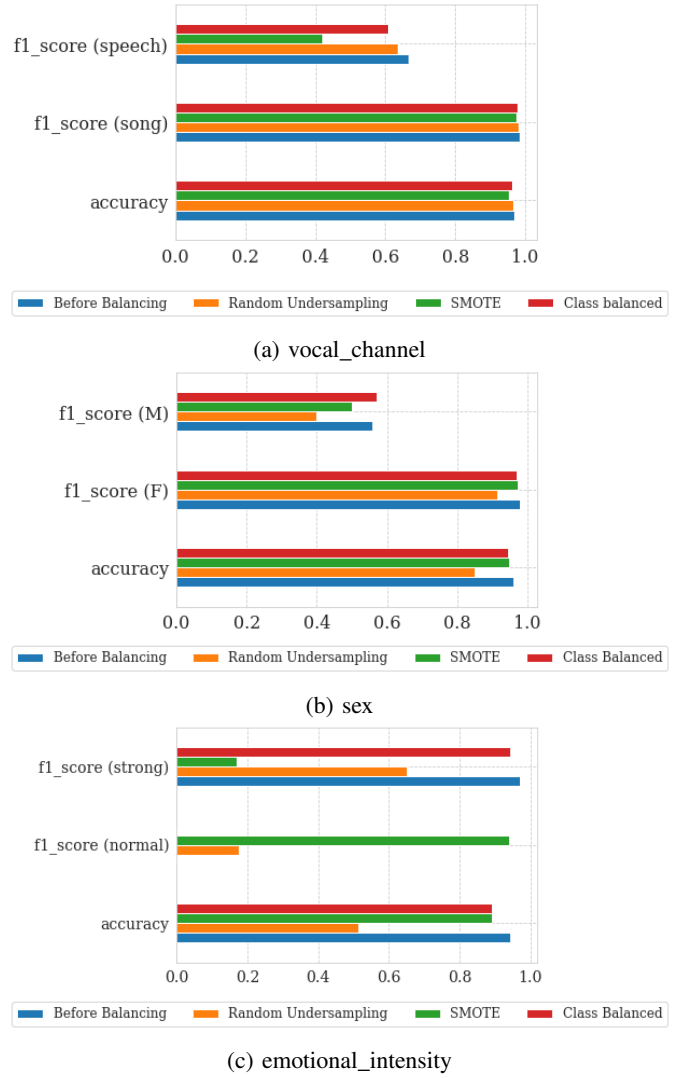 f1_score (speech)
f1_score (song)
accuracy
0.0 0.2 0.4 0.6 0.8 1.0
Before Balancing Random Undersampling SMOTE Class balanced
(a) vocal_channel
f1_score (M)
f1_score (F)
accuracy
0.0 0.2 0.4 0.6 0.8 1.0
Before Balancing Random Undersampling SMOTE Class Balanced
(b) sex
f1_score (strong)
f1_score (normal)
accuracy
0.0 0.2 0.4 0.6 0.8 1.0
Before Balancing Random Undersampling SMOTE Class Balanced
(c) emotional_intensity